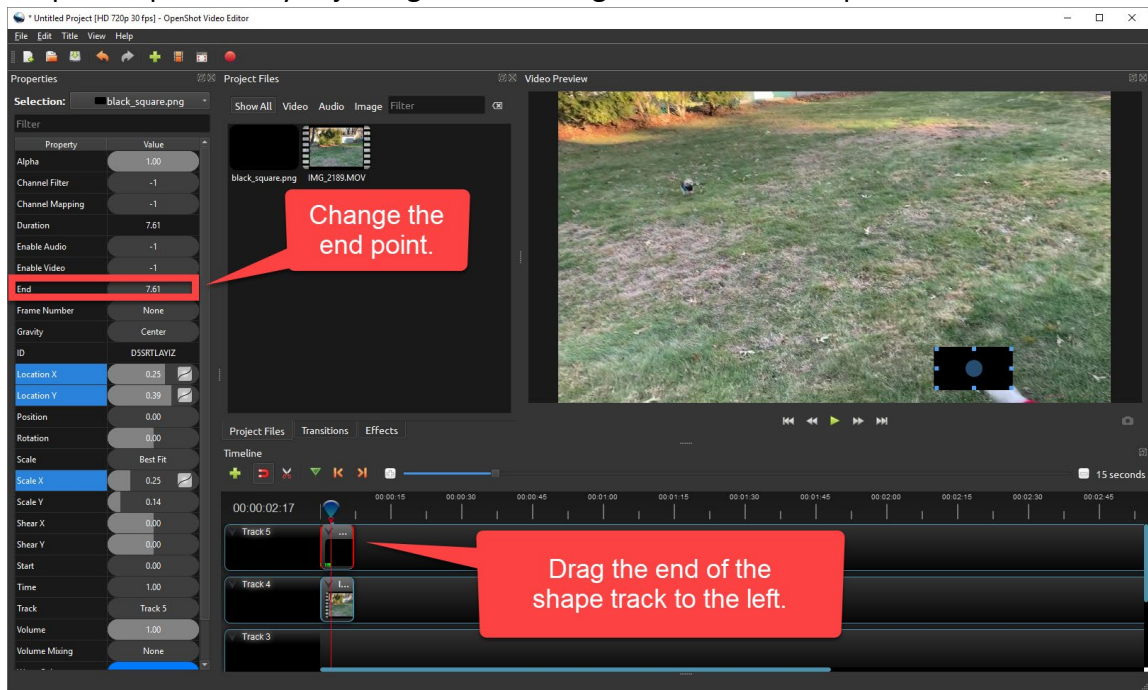 * Untitled Project [HD 720p 30 fps] - OpenShot Video Editor
File Edit Title View Help
Properties
Selection: black_square.png
Filter
Property Value
Alpha 1.00
Channel Filter -1
Channel Mapping -1
Duration 7.61
Enable Audio -1
Enable Video -1
End 7.61
Frame Number None
Gravity Center
ID D5SRTLAYIZ
Location X 0.25
Location Y 0.39
Position 0.00
Rotation 0.00
Scale Best Fit
Scale X 0.25
Scale Y 0.14
Shear X 0.00
Shear Y 0.00
Start 0.00
Time 1.00
Track Track 5
Volume 1.00
Volume Mixing None
Project Files
Show All Video Audio Image Filter
black_square.png IMG_2189.MOV
Change the
end point.
Project Files Transitions Effects
Video Preview
Timeline
15 seconds
00:00:02:17
00:00:15 00:00:30 00:00:45 00:01:00 00:01:15 00:01:30 00:01:45 00:02:00 00:02:15 00:02:30 00:02:45
Track 5 ...
Track 4 I...
Track 3
Drag the end of the
shape track to the left.